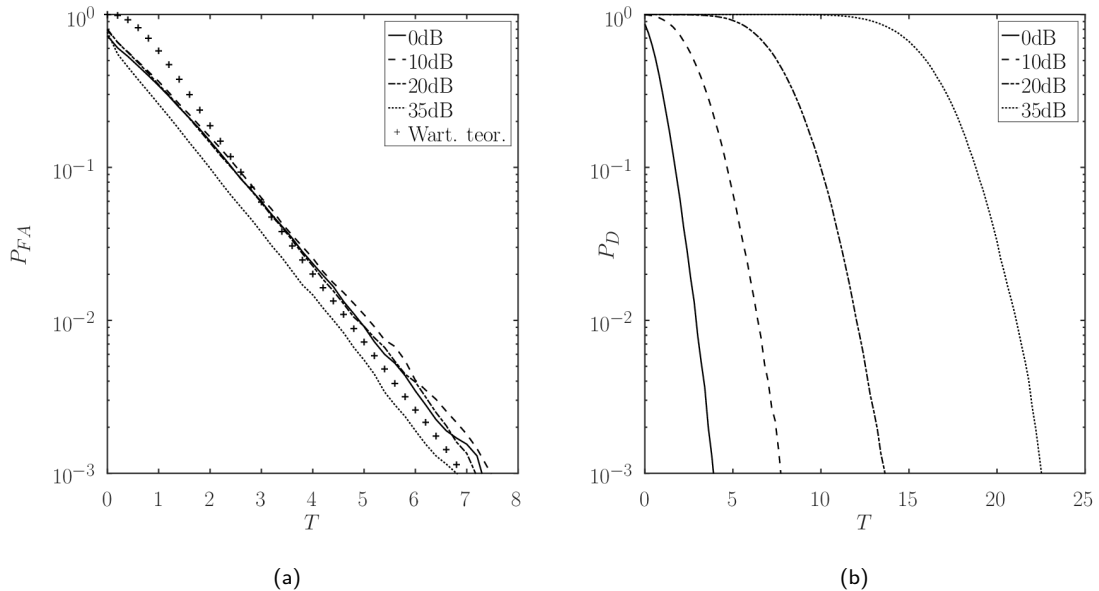 10^0
10^-1
10^-2
10^-3
P_FA
0 1 2 3 4 5 6 7 8
T
0dB
10dB
20dB
35dB
Wart. teor.
(a)
10^0
10^-1
10^-2
10^-3
P_D
0 5 10 15 20 25
T
0dB
10dB
20dB
35dB
(b)